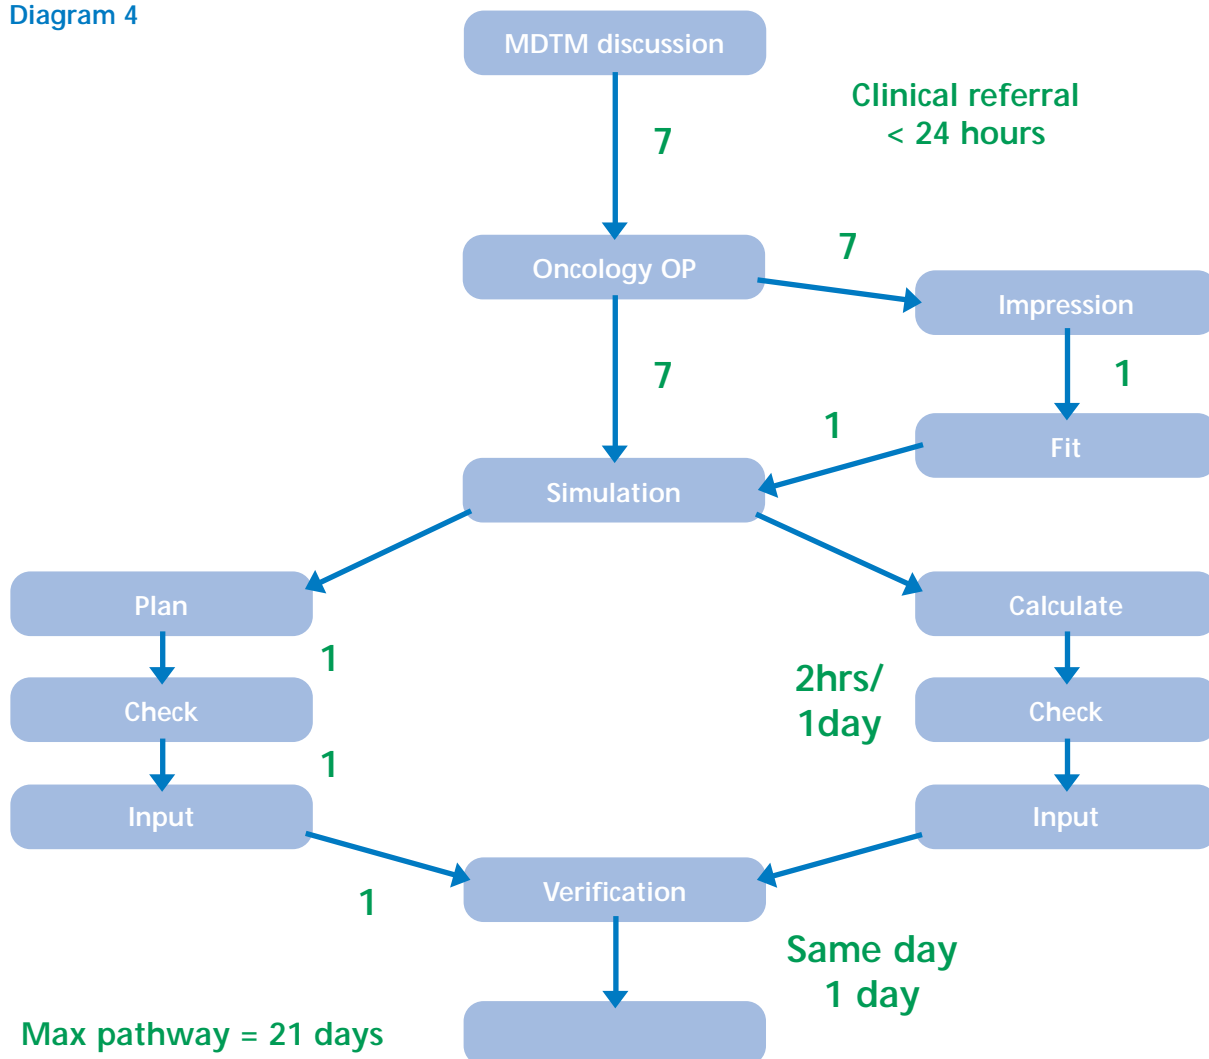 Diagram 4
MDTM discussion
Clinical referral
< 24 hours
7
Oncology OP
7
Impression
7
1
1
Fit
Simulation
Plan
Calculate
1
2hrs/
1day
Check
Check
1
Input
Input
1
Verification
Same day
1 day
Max pathway = 21 days